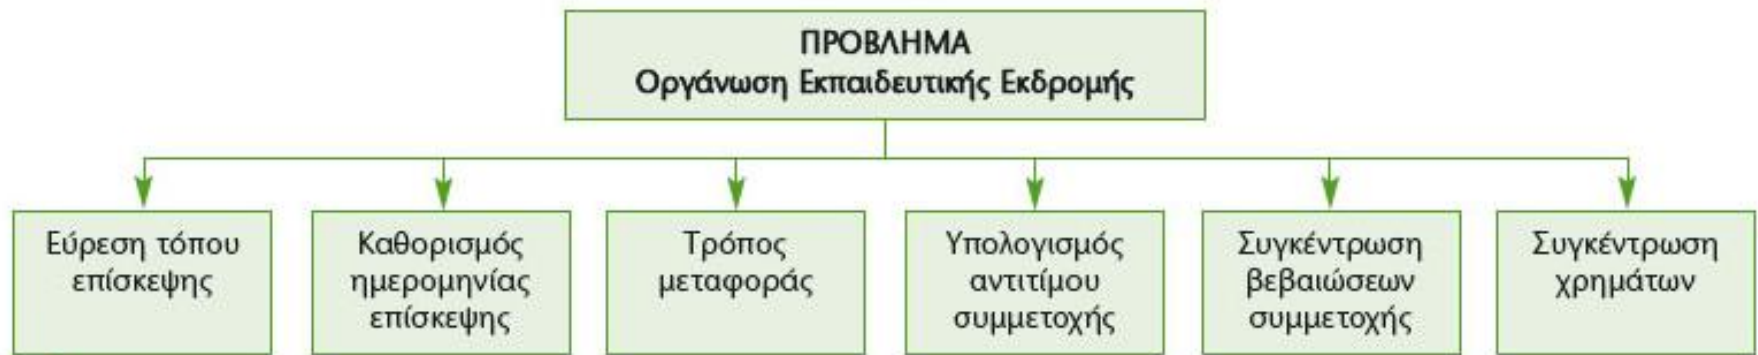 ΠΡΟΒΛΗΜΑ
Οργάνωση Εκπαιδευτικής Εκδρομής
Εύρεση τόπου
επίσκεψης
Καθορισμός
ημερομηνίας
επίσκεψης
Τρόπος
μεταφοράς
Υπολογισμός
αντιτίμου
συμμετοχής
Συγκέντρωση
βεβαιώσεων
συμμετοχής
Συγκέντρωση
χρημάτων